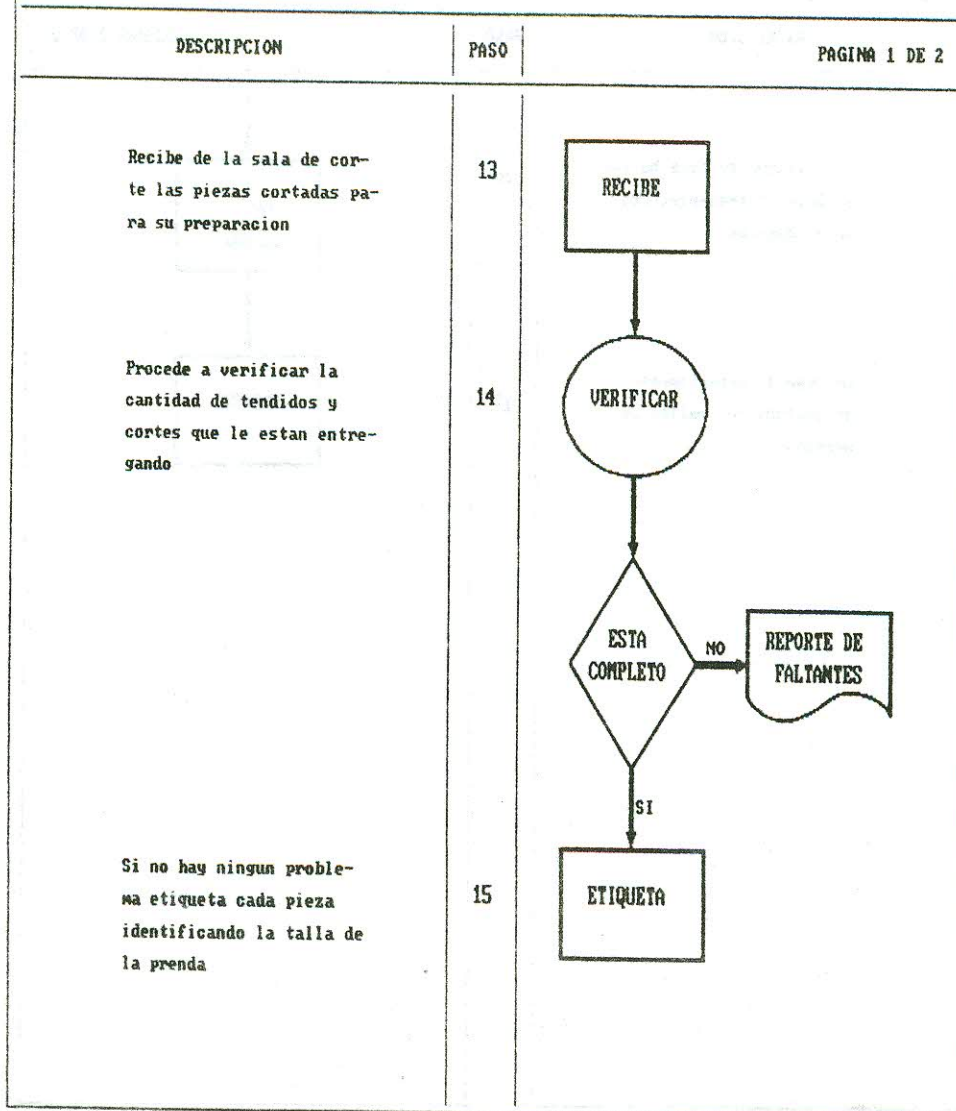 DESCRIPCION
PASO
PAGINA 1 DE 2
Recibe de la sala de cor-
te las piezas cortadas pa-
ra su preparacion
13
RECIBE
Procede a verificar la
cantidad de tendidos y
cortes que le estan entre-
gando
14
VERIFICAR
ESTA
COMPLETO
NO
REPORTE DE
FALTANTES
SI
Si no hay ningun proble-
ma etiqueta cada pieza
identificando la talla de
la prenda
15
ETIQUETA